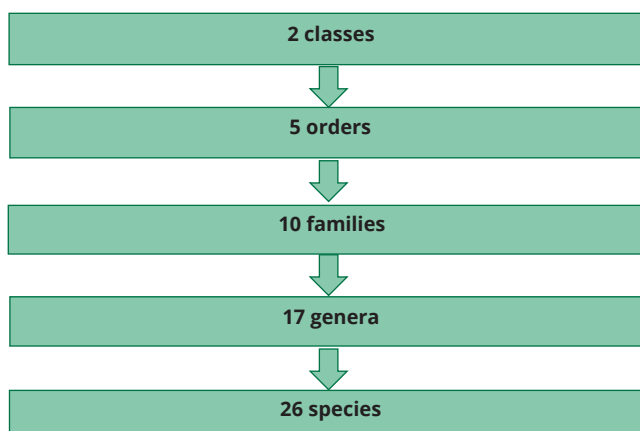 2 classes
5 orders
10 families
17 genera
26 species